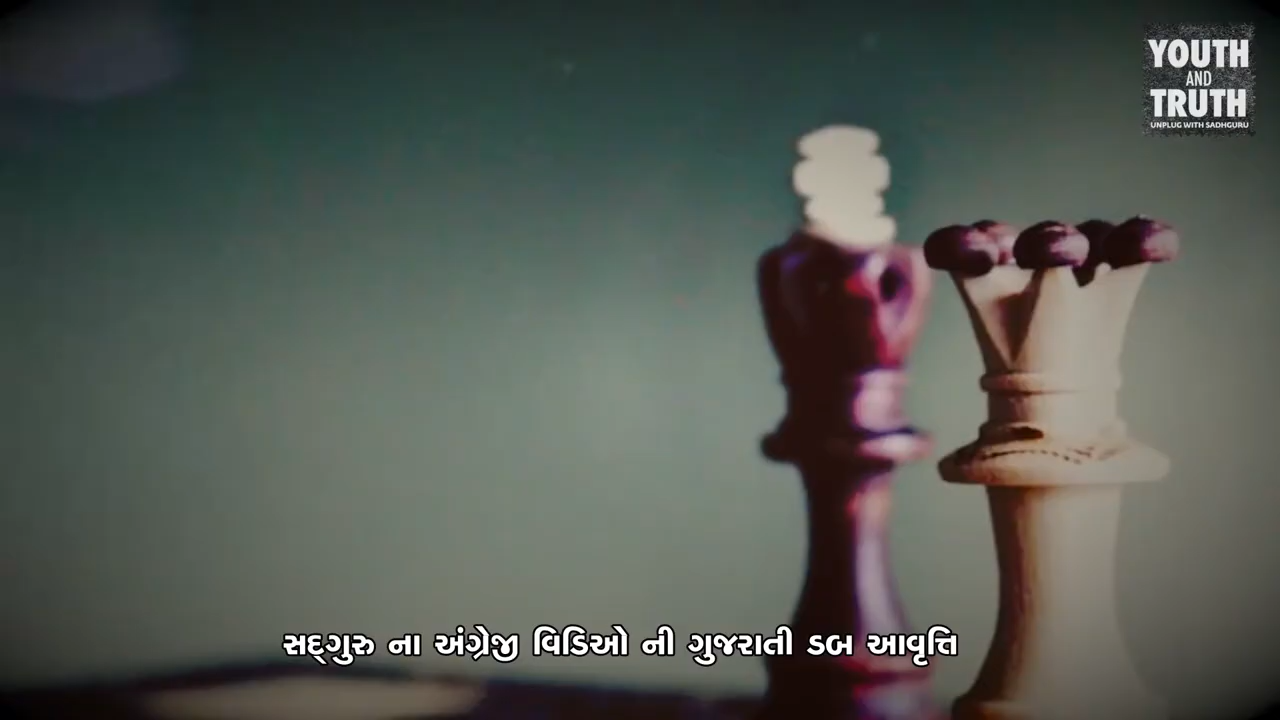 YOUTH
AND
TRUTH
UNPLUG WITH SADHGURU
સદ્‍ગુરુ ના અંગ્રેજી વિડિઓ ની ગુજરાતી ડબ આવૃત્તિ